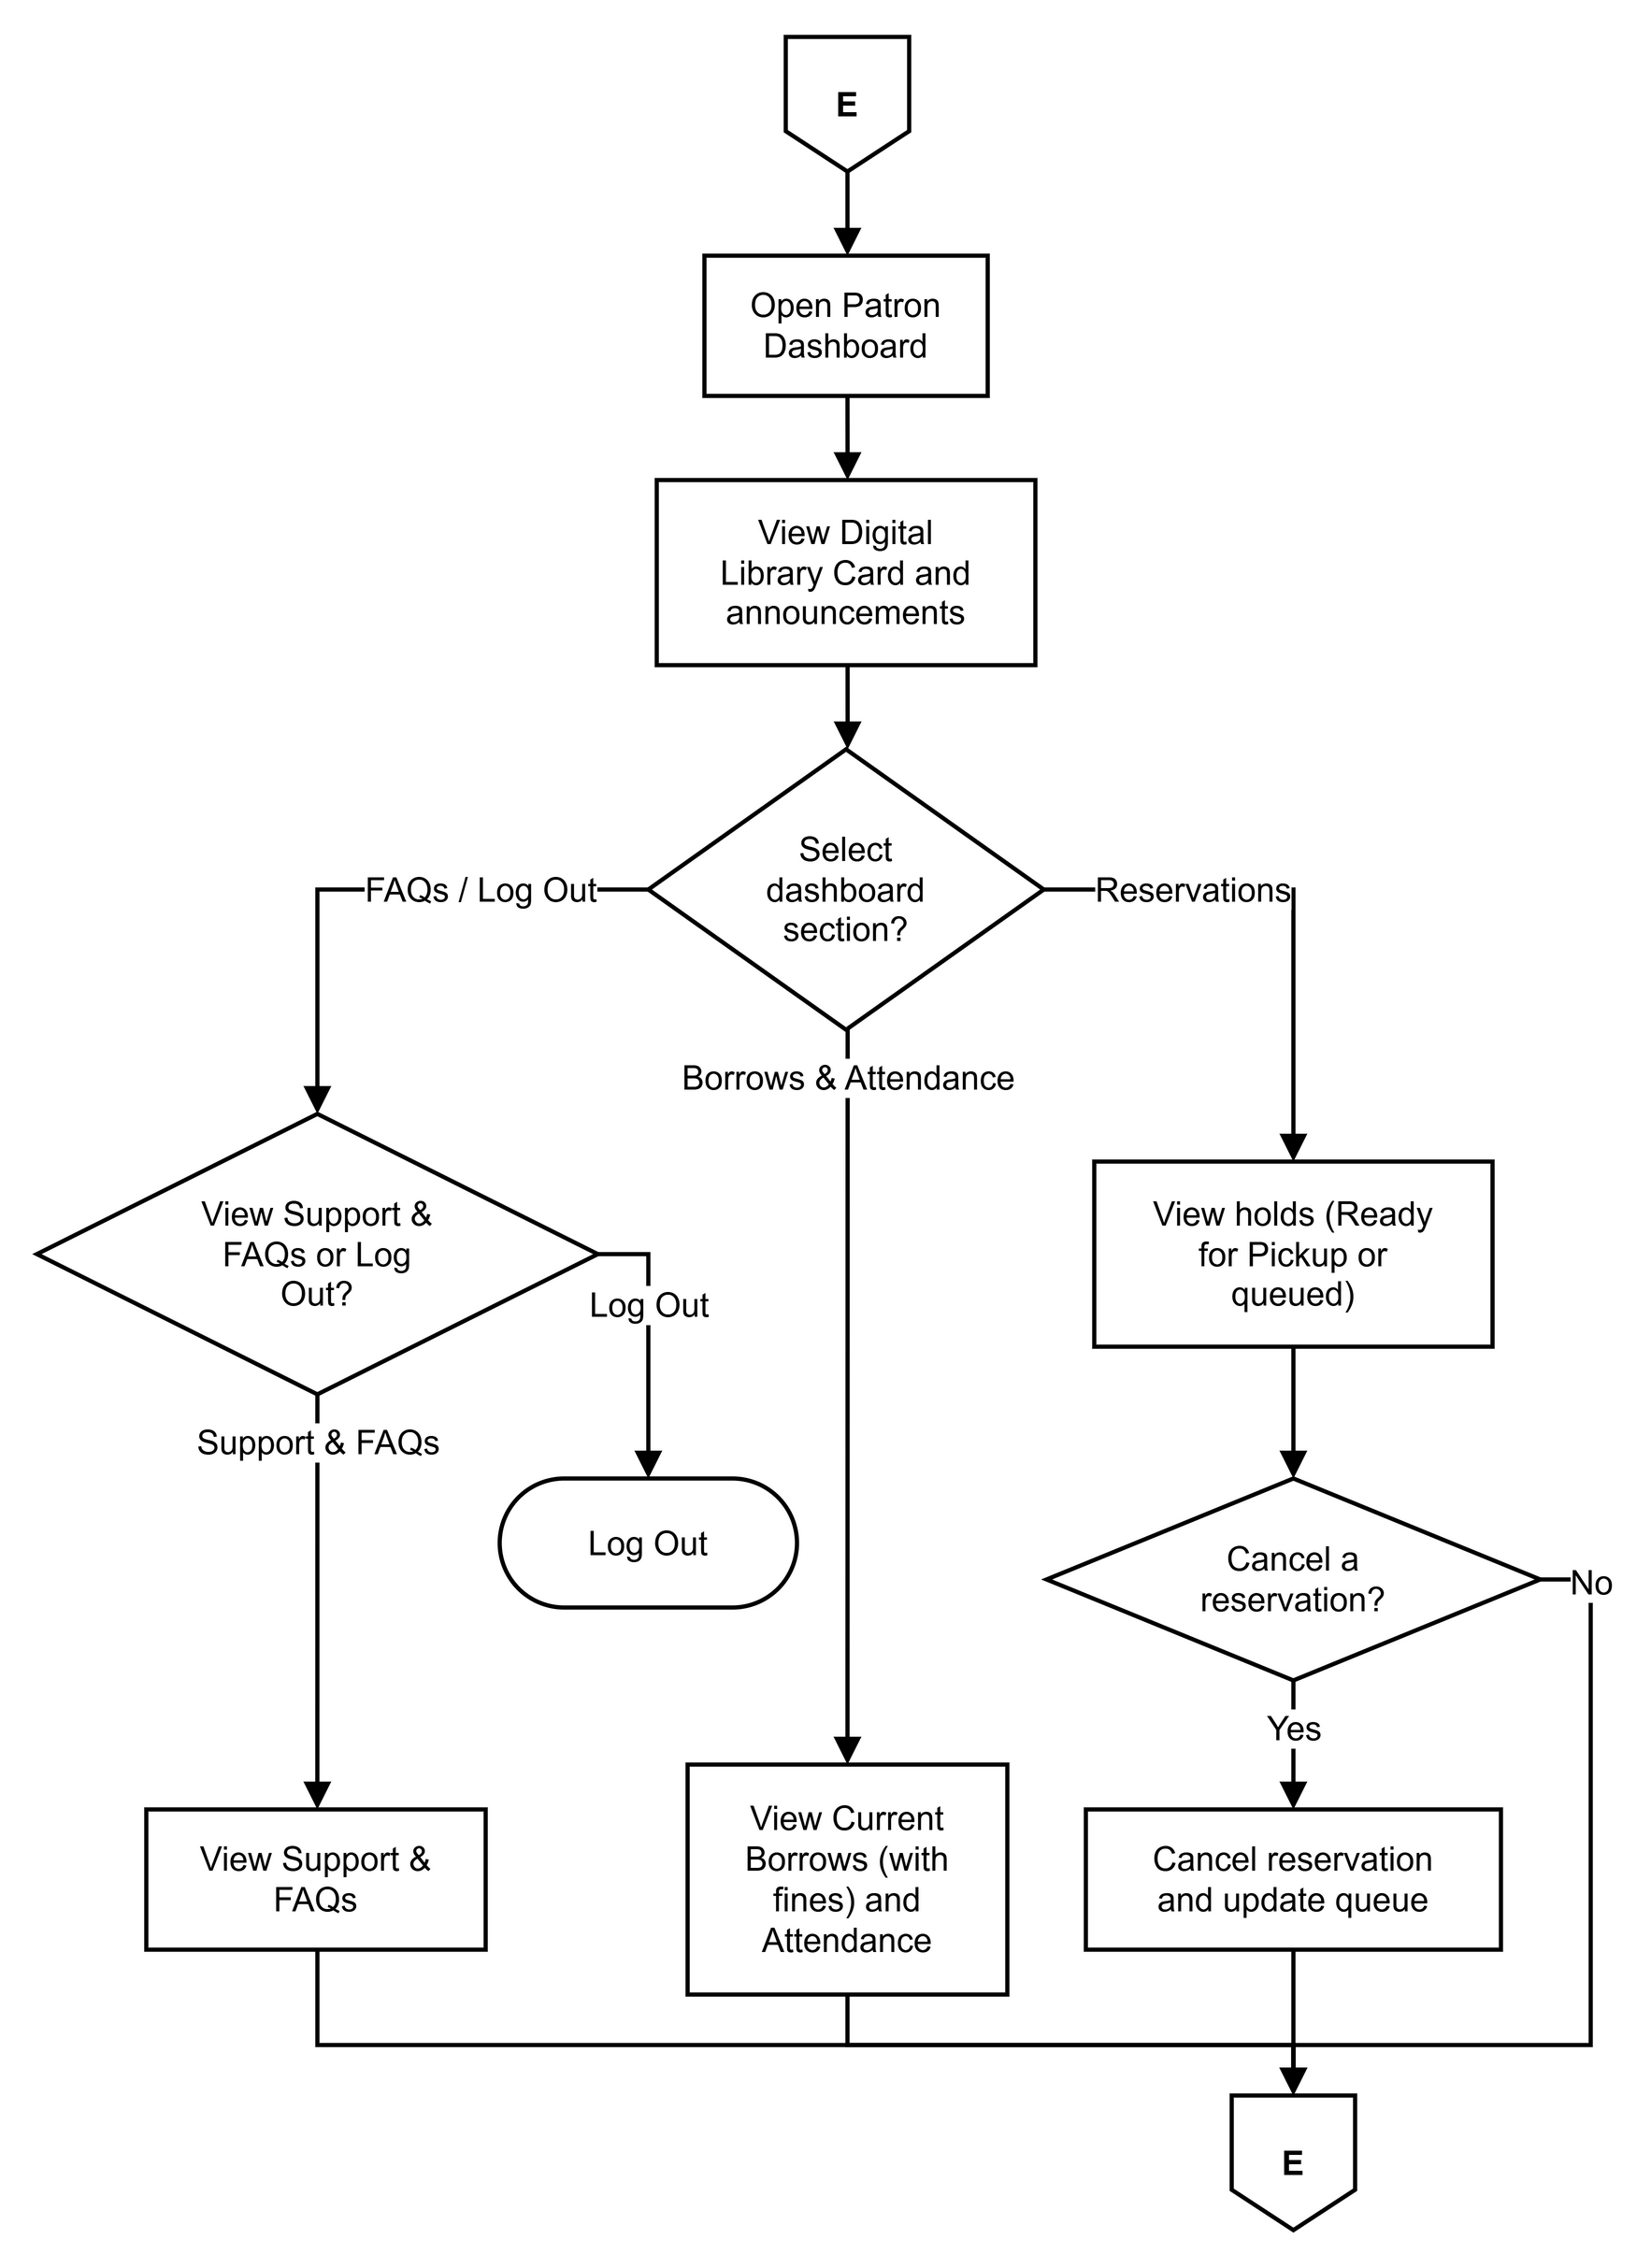 E
Open Patron
Dashboard
View Digital
Library Card and
announcements
Select
dashboard
section?
FAQs / Log Out
Reservations
Borrows & Attendance
View Support &
FAQs or Log
Out?
Log Out
Support & FAQs
Log Out
View holds (Ready
for Pickup or
queued)
Cancel a
reservation?
No
Yes
View Support &
FAQs
View Current
Borrows (with
fines) and
Attendance
Cancel reservation
and update queue
E